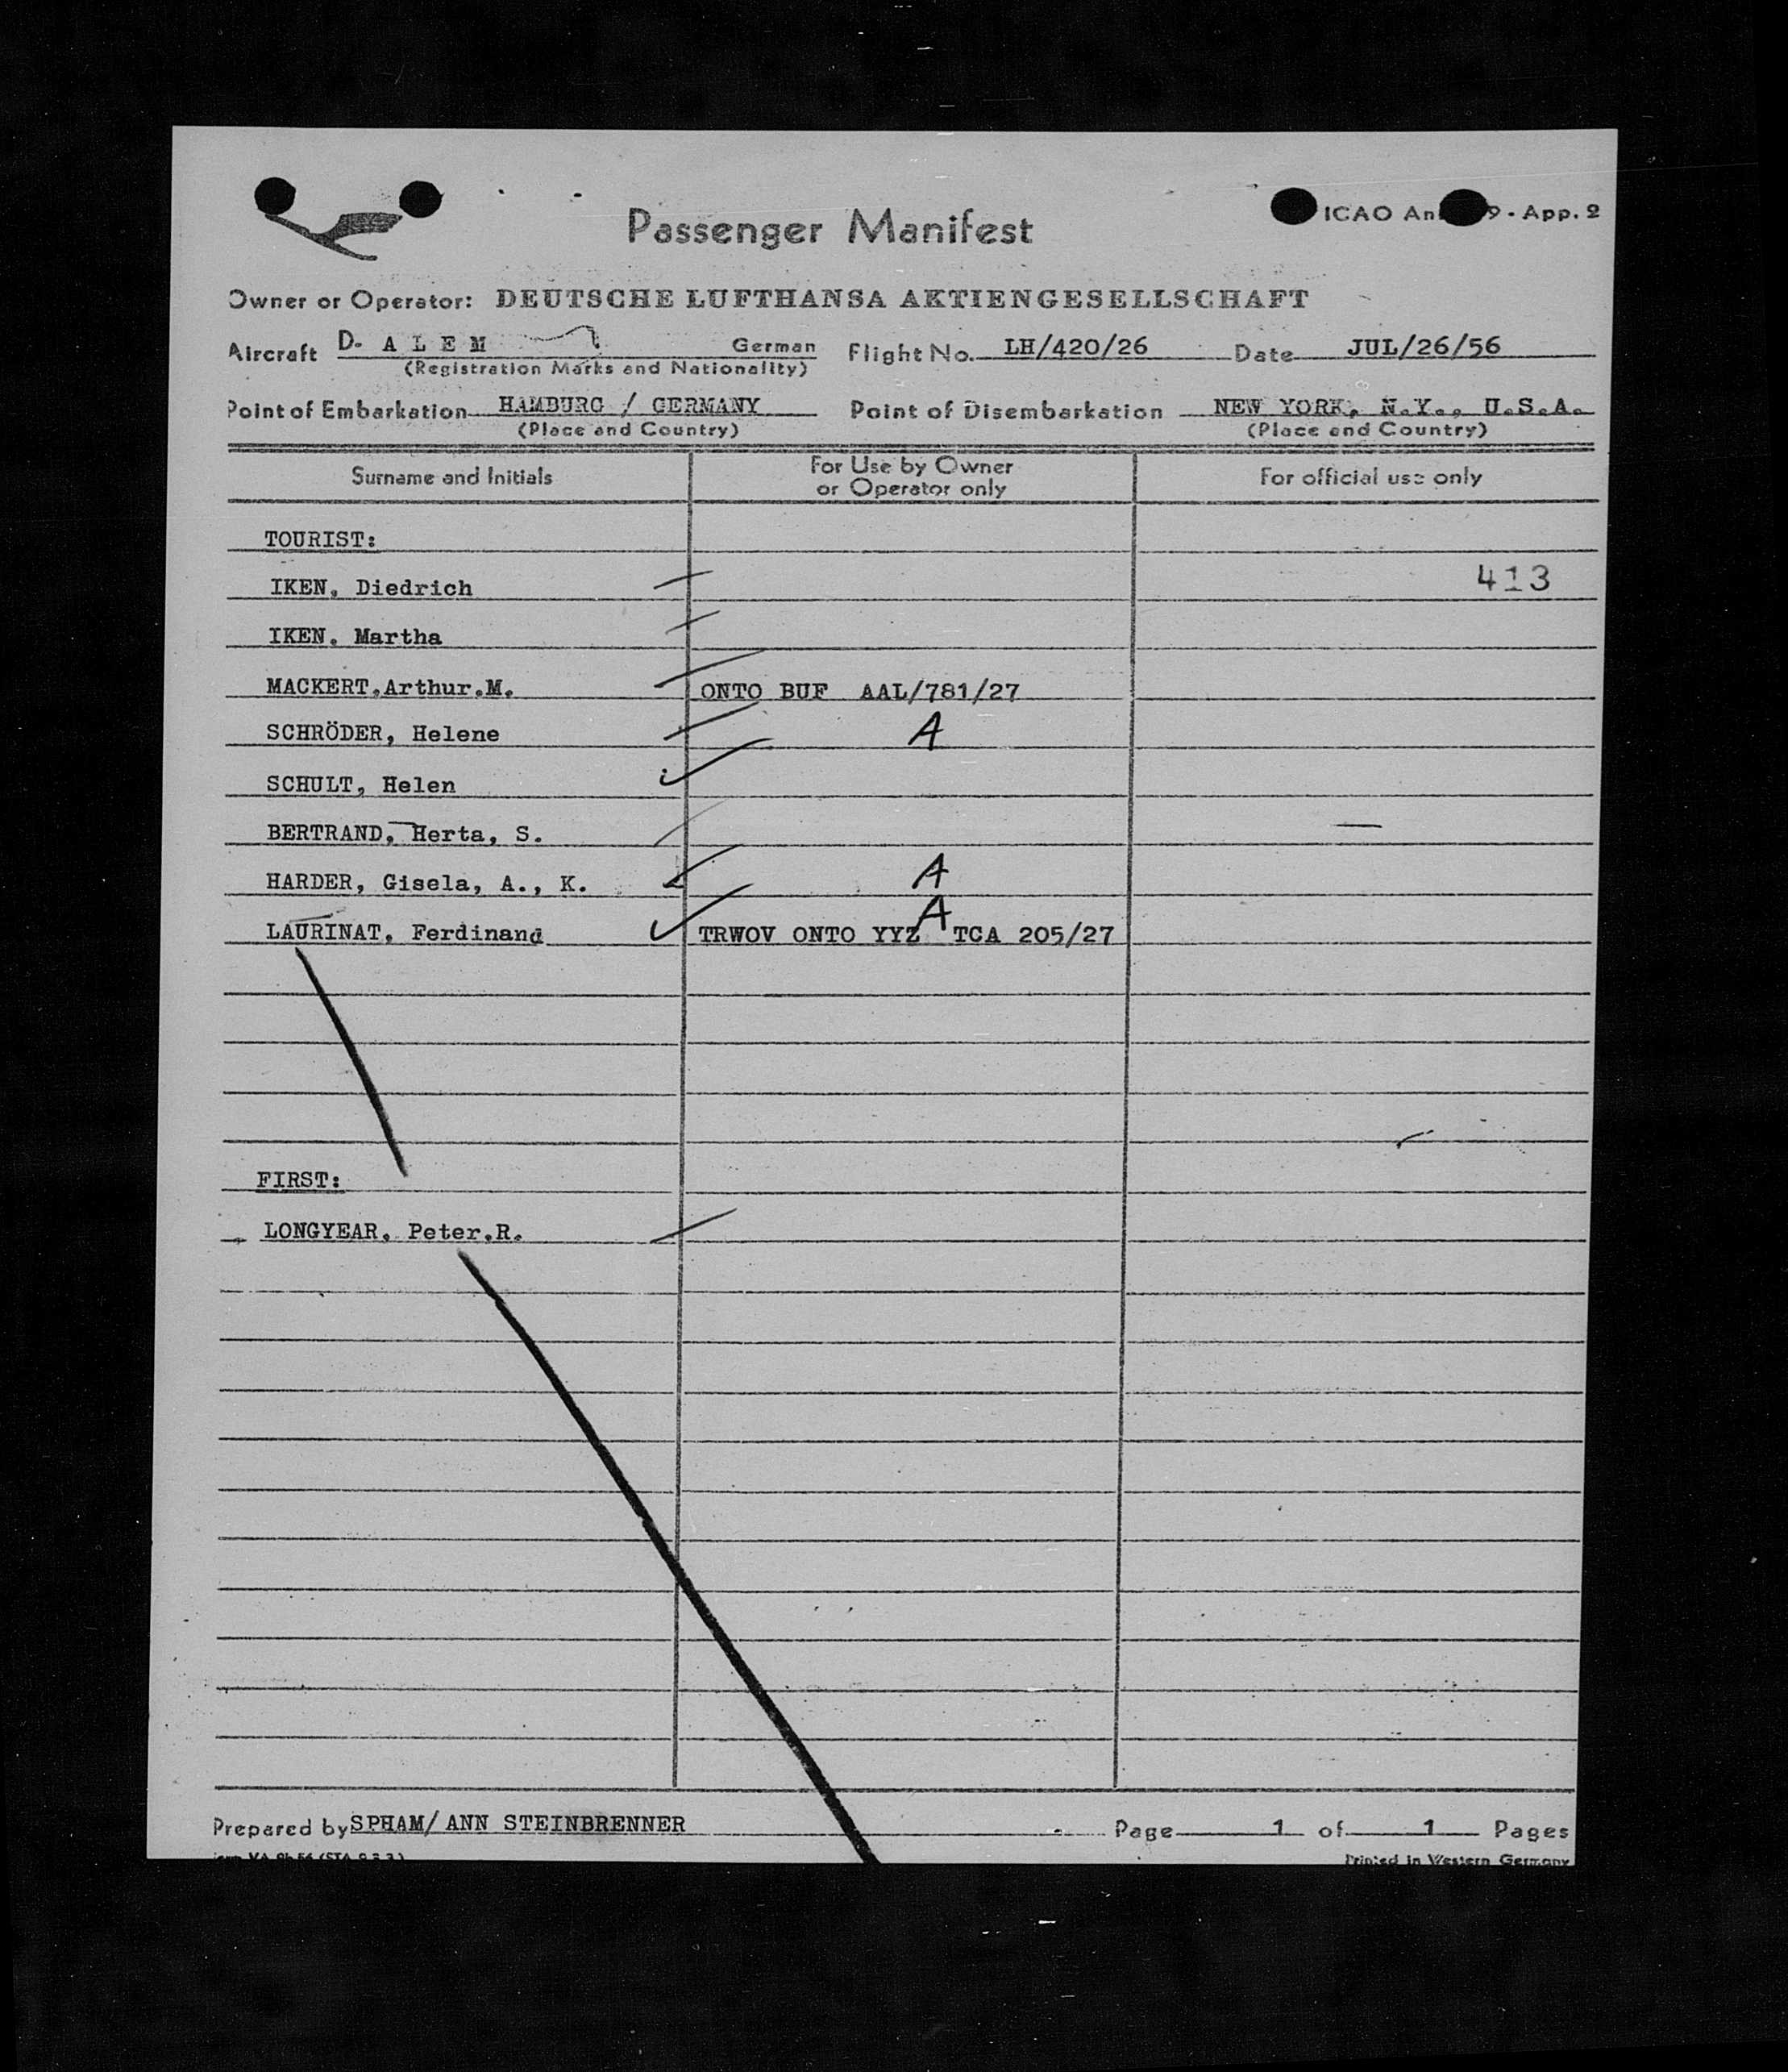 ICAO An 9 - App. 2
Passenger Manifest
Owner or Operator: DEUTSCHE LUFTHANSA AKTIENGESELLSCHAFT
Aircraft D- A L E M German Flight No. LH/420/26 Date JUL/26/56
(Registration Marks and Nationality)
Point of Embarkation HAMBURG / GERMANY Point of Disembarkation NEW YORK, N.Y., U.S.A.
(Place and Country) (Place and Country)
Surname and Initials For Use by Owner or Operator only For official use only
TOURIST:
IKEN, Diedrich 413
IKEN, Martha
MACKERT,Arthur.M. ONTO BUF AAL/781/27
SCHRÖDER, Helene A
SCHULT, Helen
BERTRAND, Herta, S.
HARDER, Gisela, A., K. A
A
LAURINAT, Ferdinand TRWOV ONTO YYZ TCA 205/27
FIRST:
LONGYEAR, Peter,R.
Prepared by SPHAM/ ANN STEINBRENNER Page 1 of 1 Pages
Printed in Western Germany